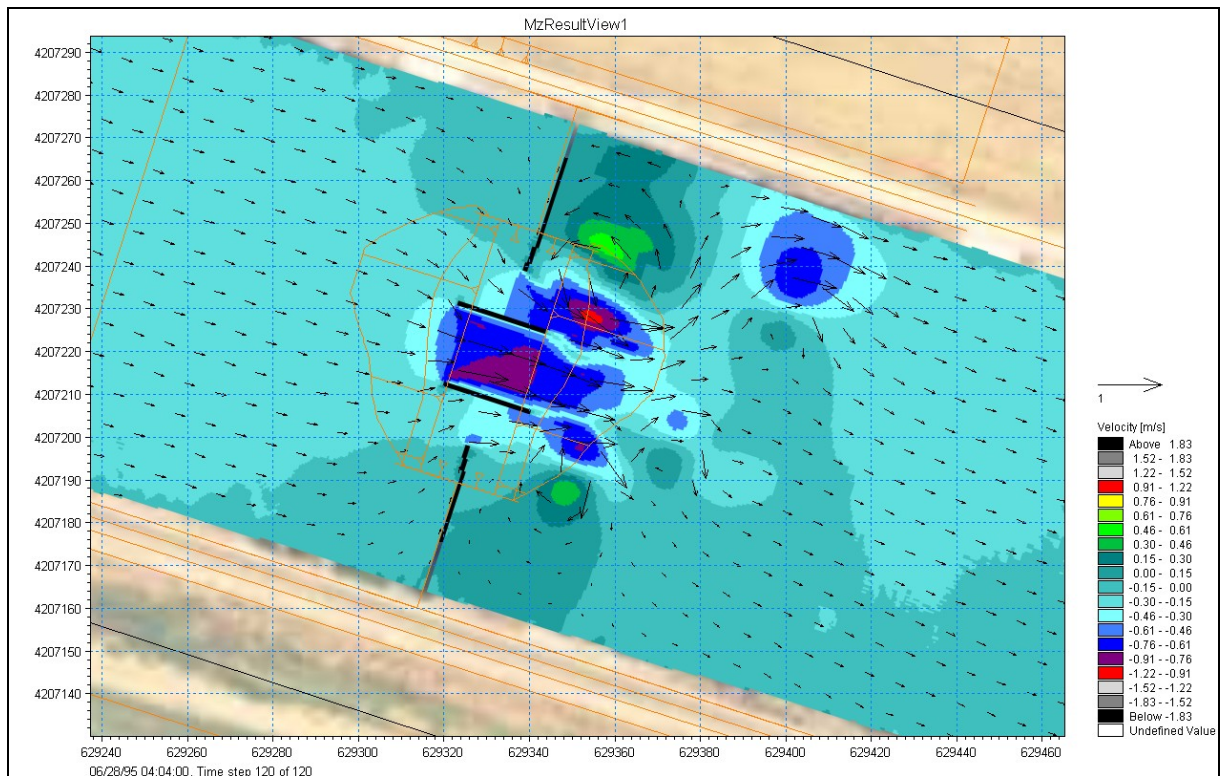 MzResultView1
4207290
4207280
4207270
4207260
4207250
4207240
4207230
4207220
4207210
4207200
4207190
4207180
4207170
4207160
4207150
4207140
629240 629260 629280 629300 629320 629340 629360 629380 629400 629420 629440 629460
06/28/95 04:04:00, Time step 120 of 120
1
Velocity [m/s]
Above 1.83
1.52 - 1.83
1.22 - 1.52
0.91 - 1.22
0.76 - 0.91
0.61 - 0.76
0.46 - 0.61
0.30 - 0.46
0.15 - 0.30
0.00 - 0.15
-0.15 - 0.00
-0.30 - -0.15
-0.46 - -0.30
-0.61 - -0.46
-0.76 - -0.61
-0.91 - -0.76
-1.22 - -0.91
-1.52 - -1.22
-1.83 - -1.52
Below -1.83
Undefined Value